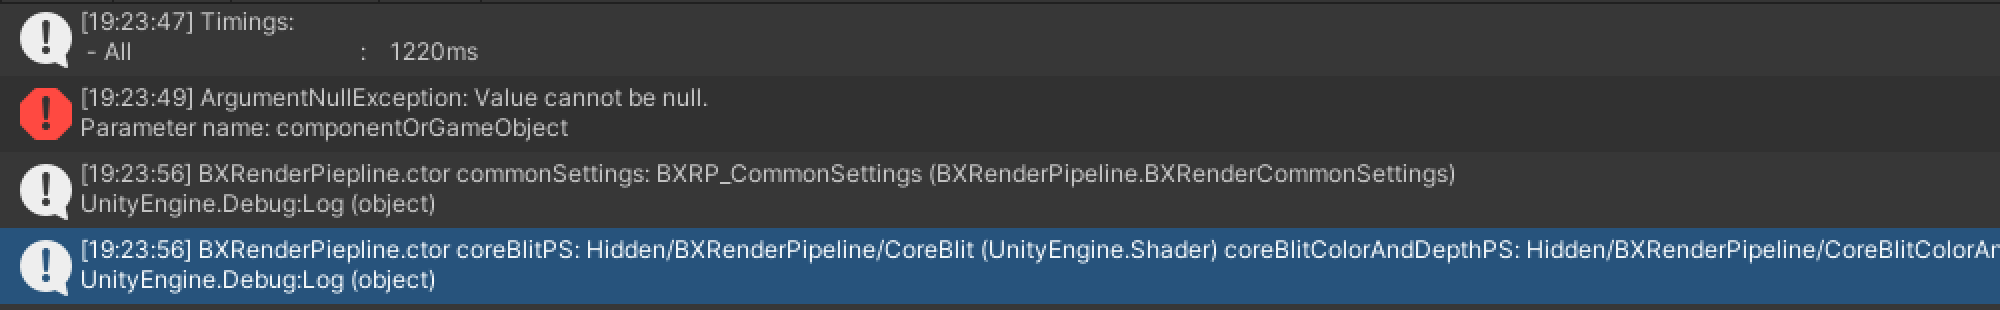 [19:23:47] Timings:
- All : 1220ms
[19:23:49] ArgumentNullException: Value cannot be null.
Parameter name: componentOrGameObject
[19:23:56] BXRenderPiepline.ctor commonSettings: BXRP_CommonSettings (BXRenderPipeline.BXRenderCommonSettings)
UnityEngine.Debug:Log (object)
[19:23:56] BXRenderPiepline.ctor coreBlitPS: Hidden/BXRenderPipeline/CoreBlit (UnityEngine.Shader) coreBlitColorAndDepthPS: Hidden/BXRenderPipeline/CoreBlitColorAn
UnityEngine.Debug:Log (object)